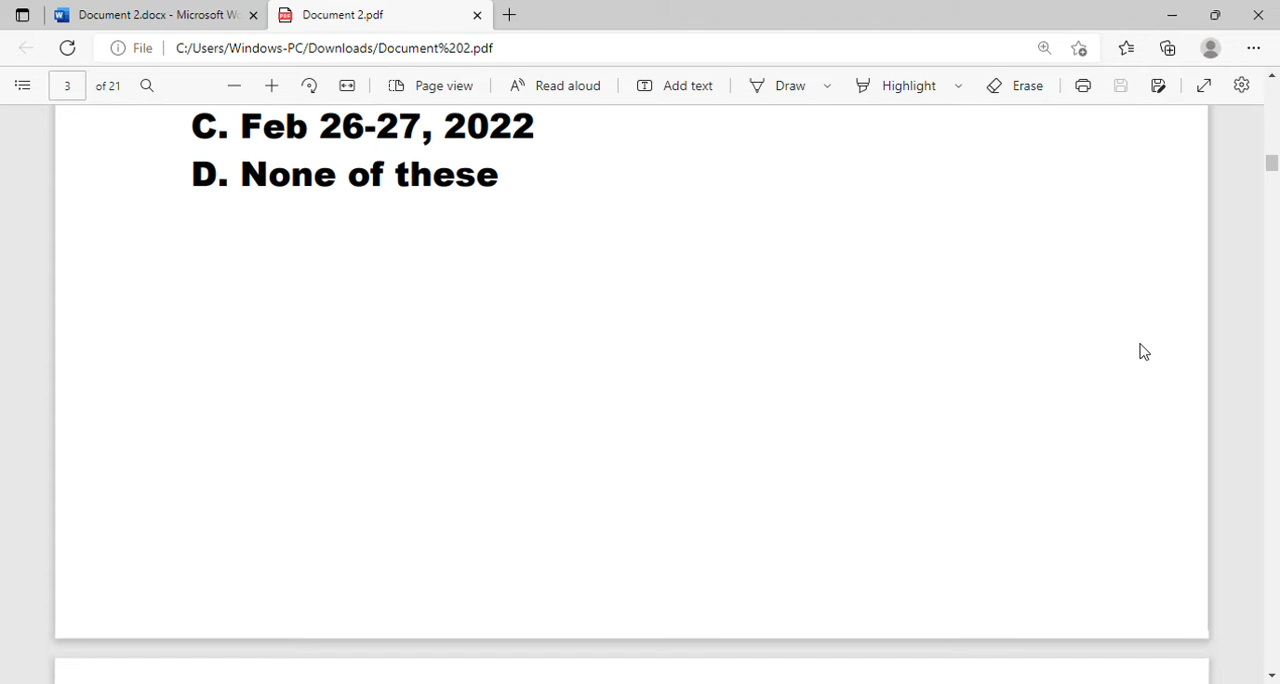 Document 2.docx - Microsoft W
Document 2.pdf
File
C:/Users/Windows-PC/Downloads/Document%202.pdf
3 of 21
Page view
Read aloud
Add text
Draw
Highlight
Erase
C. Feb 26-27, 2022
D. None of these